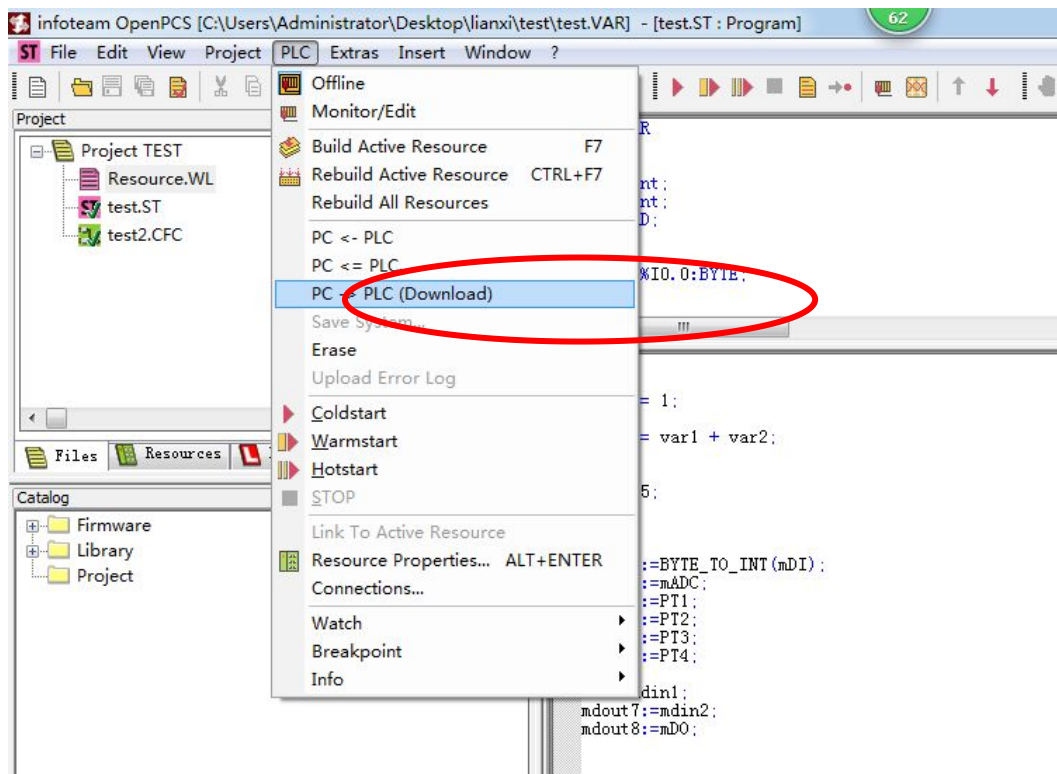 infoteam OpenPCS [C:\Users\Administrator\Desktop\lianxi\test\test.VAR] - [test.ST : Program]
62
ST File Edit View Project PLC Extras Insert Window ?
Project
Project TEST
Resource.WL
ST test.ST
test2.CFC
Files Resources L
Catalog
Firmware
Library
Project
Offline
Monitor/Edit
Build Active Resource F7
Rebuild Active Resource CTRL+F7
Rebuild All Resources
PC <- PLC
PC <= PLC
PC -> PLC (Download)
Save System...
Erase
Upload Error Log
Coldstart
Warmstart
Hotstart
STOP
Link To Active Resource
Resource Properties... ALT+ENTER
Connections...
Watch
Breakpoint
Info
R
nt;
nt;
D;
%I0.0:BYTE;
= 1;
= var1 + var2;
5;
:=BYTE_TO_INT(mDI);
:=mADC;
:=PT1;
:=PT2;
:=PT3;
:=PT4;
din1;
mdout7:=mdin2;
mdout8:=mDO;